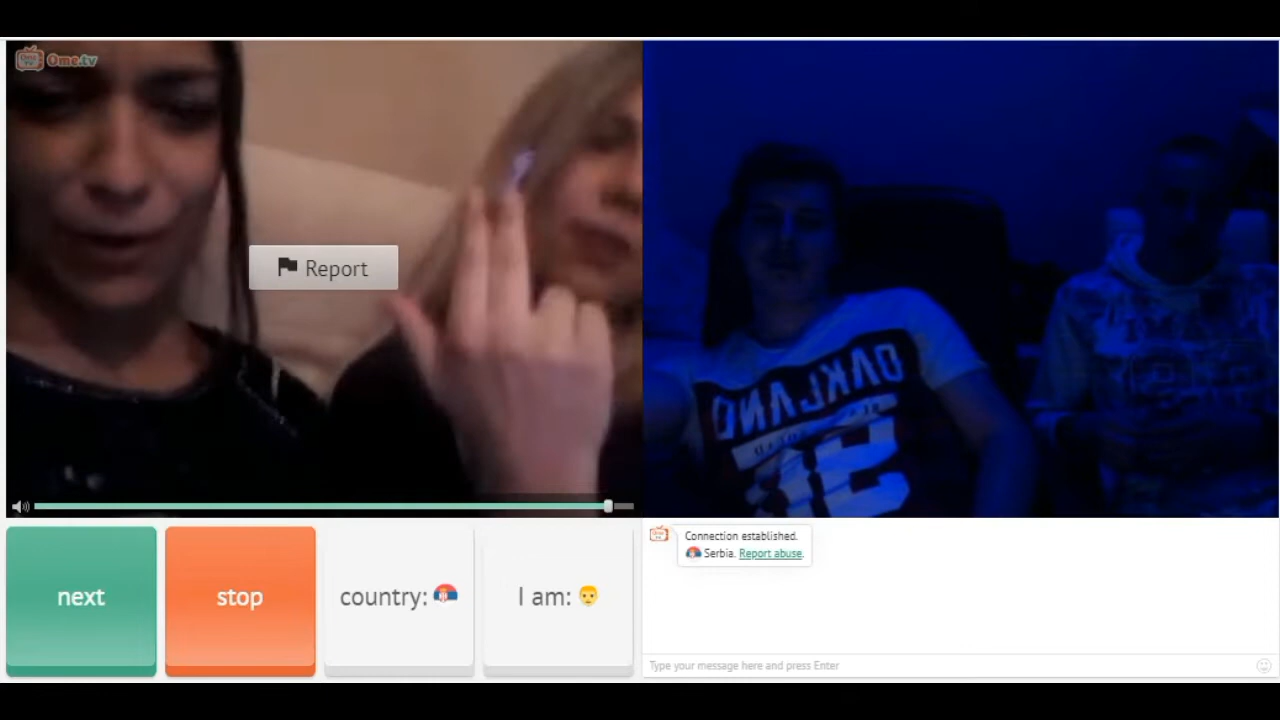 Ome.tv
Report
OAKLAND
next
stop
country:
I am:
Connection established.
Serbia. Report abuse.
Type your message here and press Enter